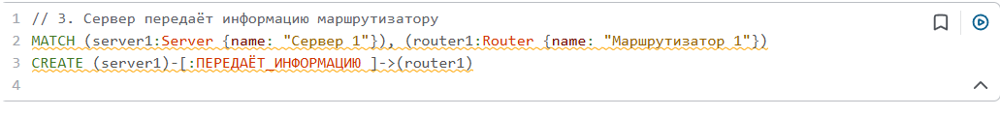 1 // 3. Сервер передаёт информацию маршрутизатору
2 MATCH (server1:Server {name: "Сервер 1"}), (router1:Router {name: "Маршрутизатор 1"})
3 CREATE (server1)-[:ПЕРЕДАЁТ_ИНФОРМАЦИЮ ]->(router1)
4